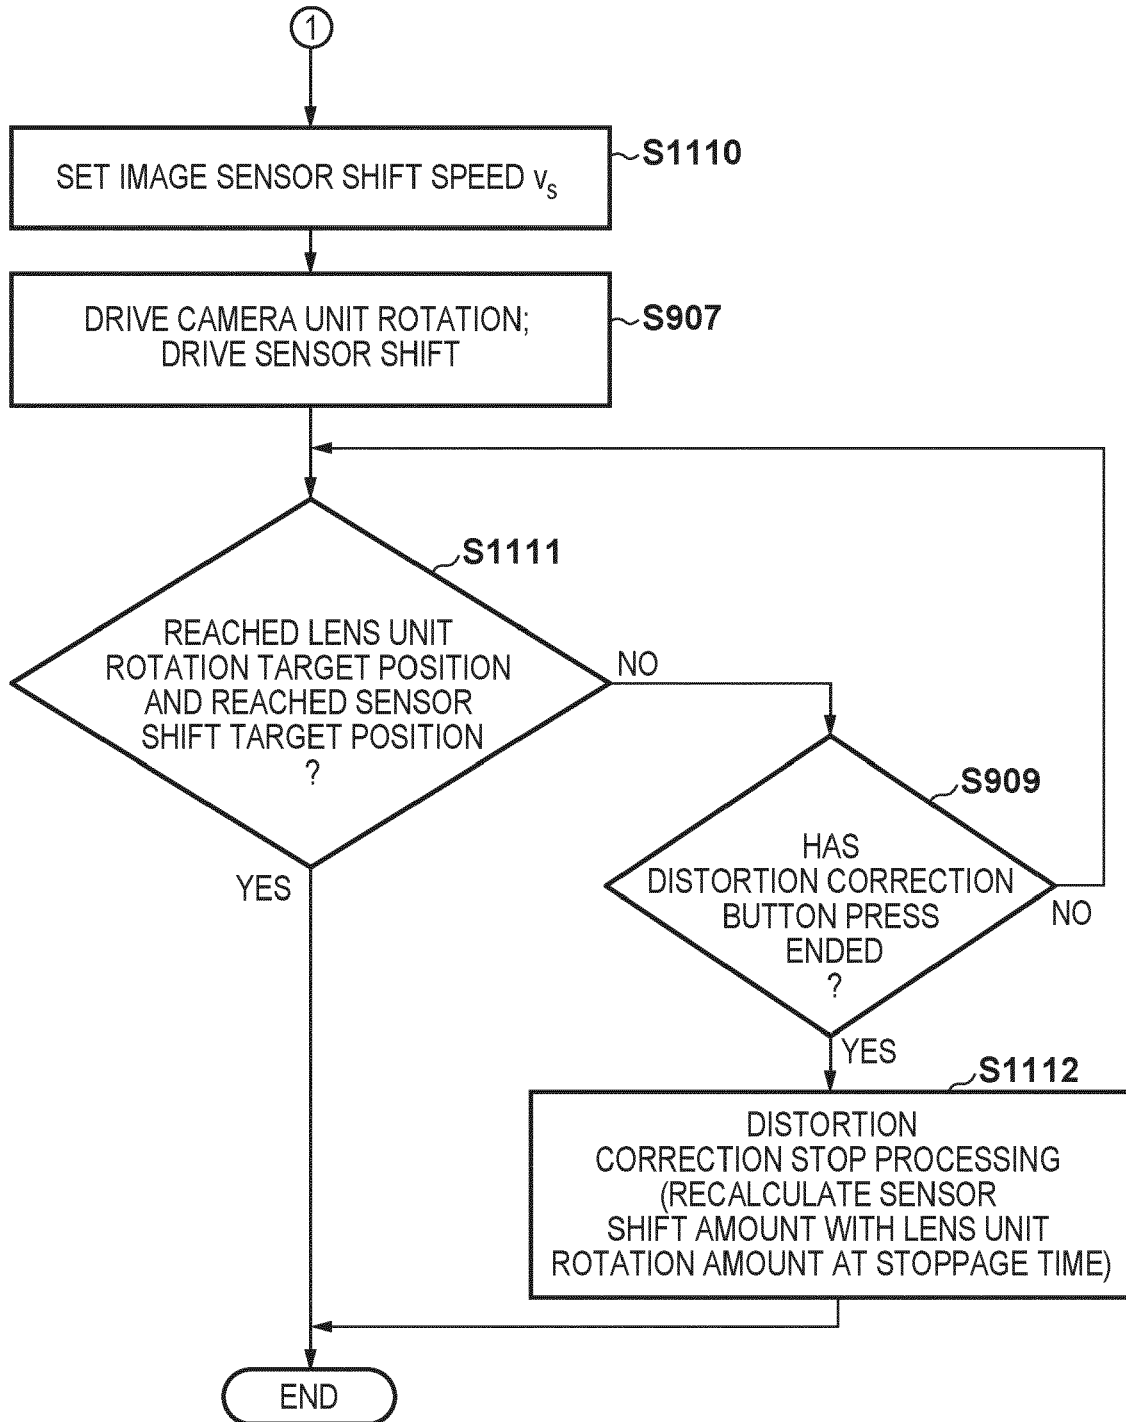 1
SET IMAGE SENSOR SHIFT SPEED vs
S1110
DRIVE CAMERA UNIT ROTATION;
DRIVE SENSOR SHIFT
S907
S1111
REACHED LENS UNIT
ROTATION TARGET POSITION
AND REACHED SENSOR
SHIFT TARGET POSITION
?
NO
YES
S909
HAS
DISTORTION CORRECTION
BUTTON PRESS
ENDED
?
NO
YES
S1112
DISTORTION
CORRECTION STOP PROCESSING
(RECALCULATE SENSOR
SHIFT AMOUNT WITH LENS UNIT
ROTATION AMOUNT AT STOPPAGE TIME)
END